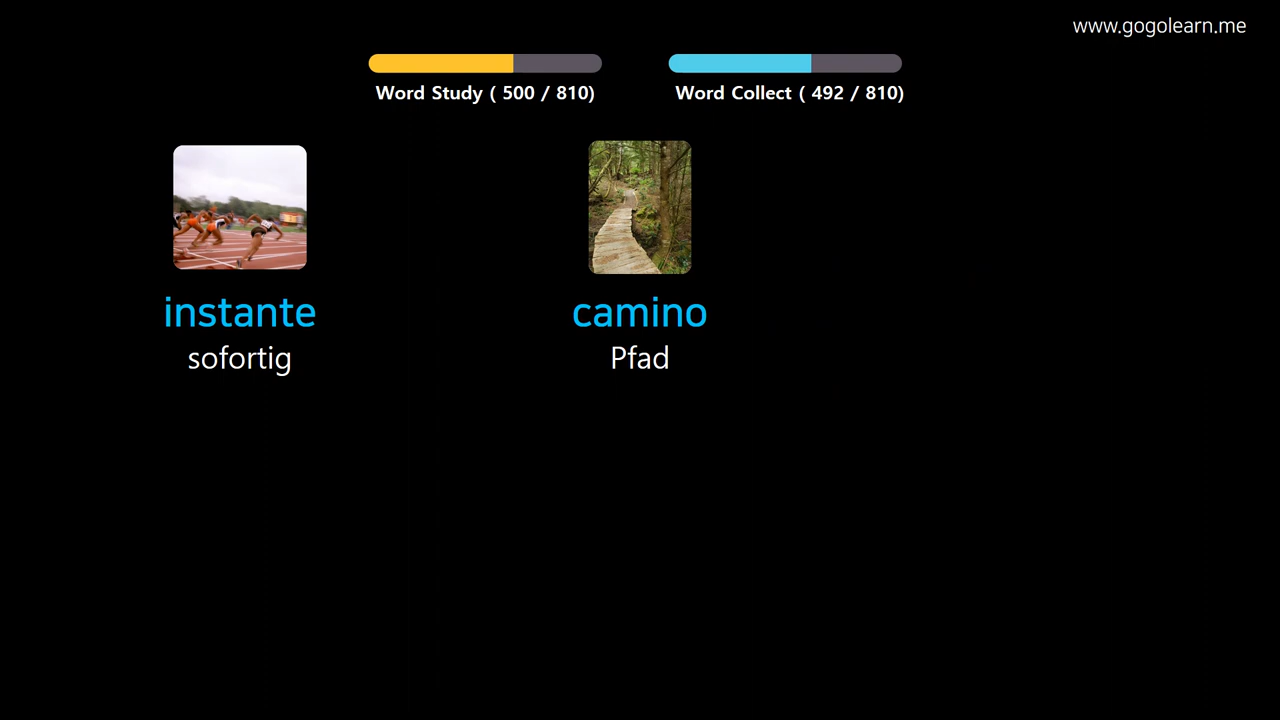 www.gogolearn.me
Word Study ( 500 / 810)
Word Collect ( 492 / 810)
instante
camino
sofortig
Pfad